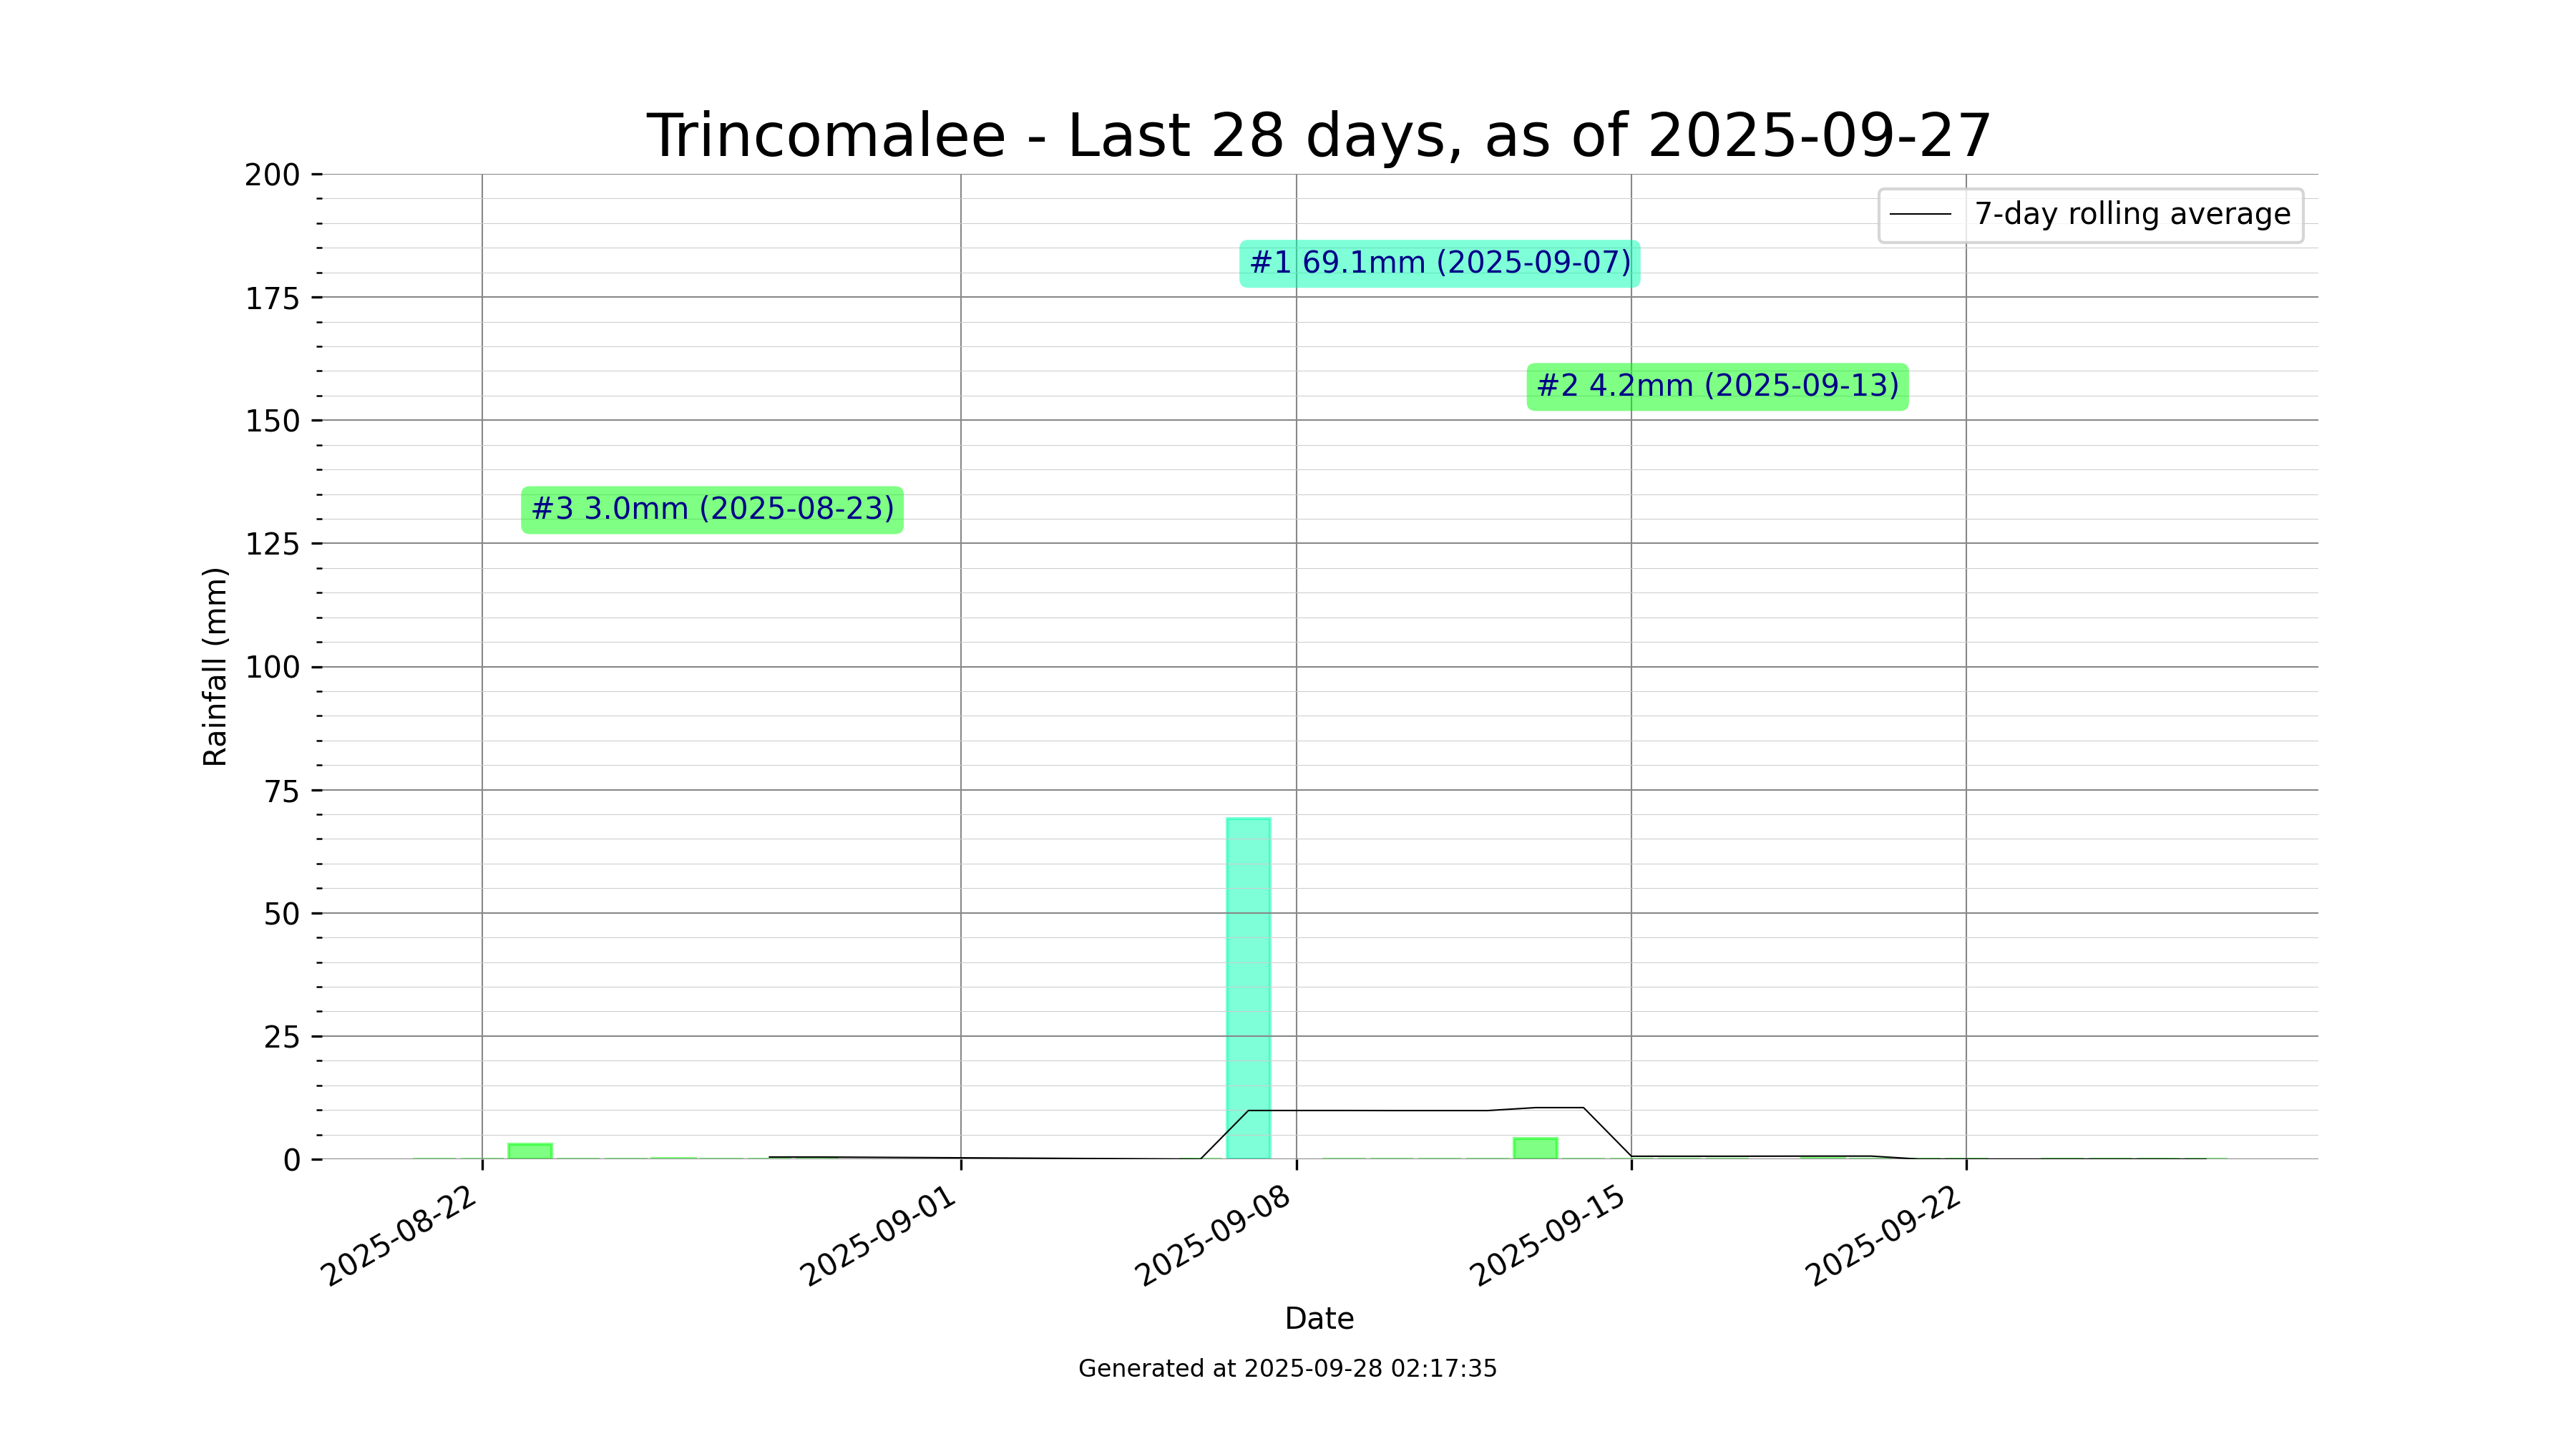 Trincomalee - Last 28 days, as of 2025-09-27
200
175
150
125
100
75
50
25
0
Rainfall (mm)
7-day rolling average
#1 69.1mm (2025-09-07)
#2 4.2mm (2025-09-13)
#3 3.0mm (2025-08-23)
2025-08-22
2025-09-01
2025-09-08
2025-09-15
2025-09-22
Date
Generated at 2025-09-28 02:17:35